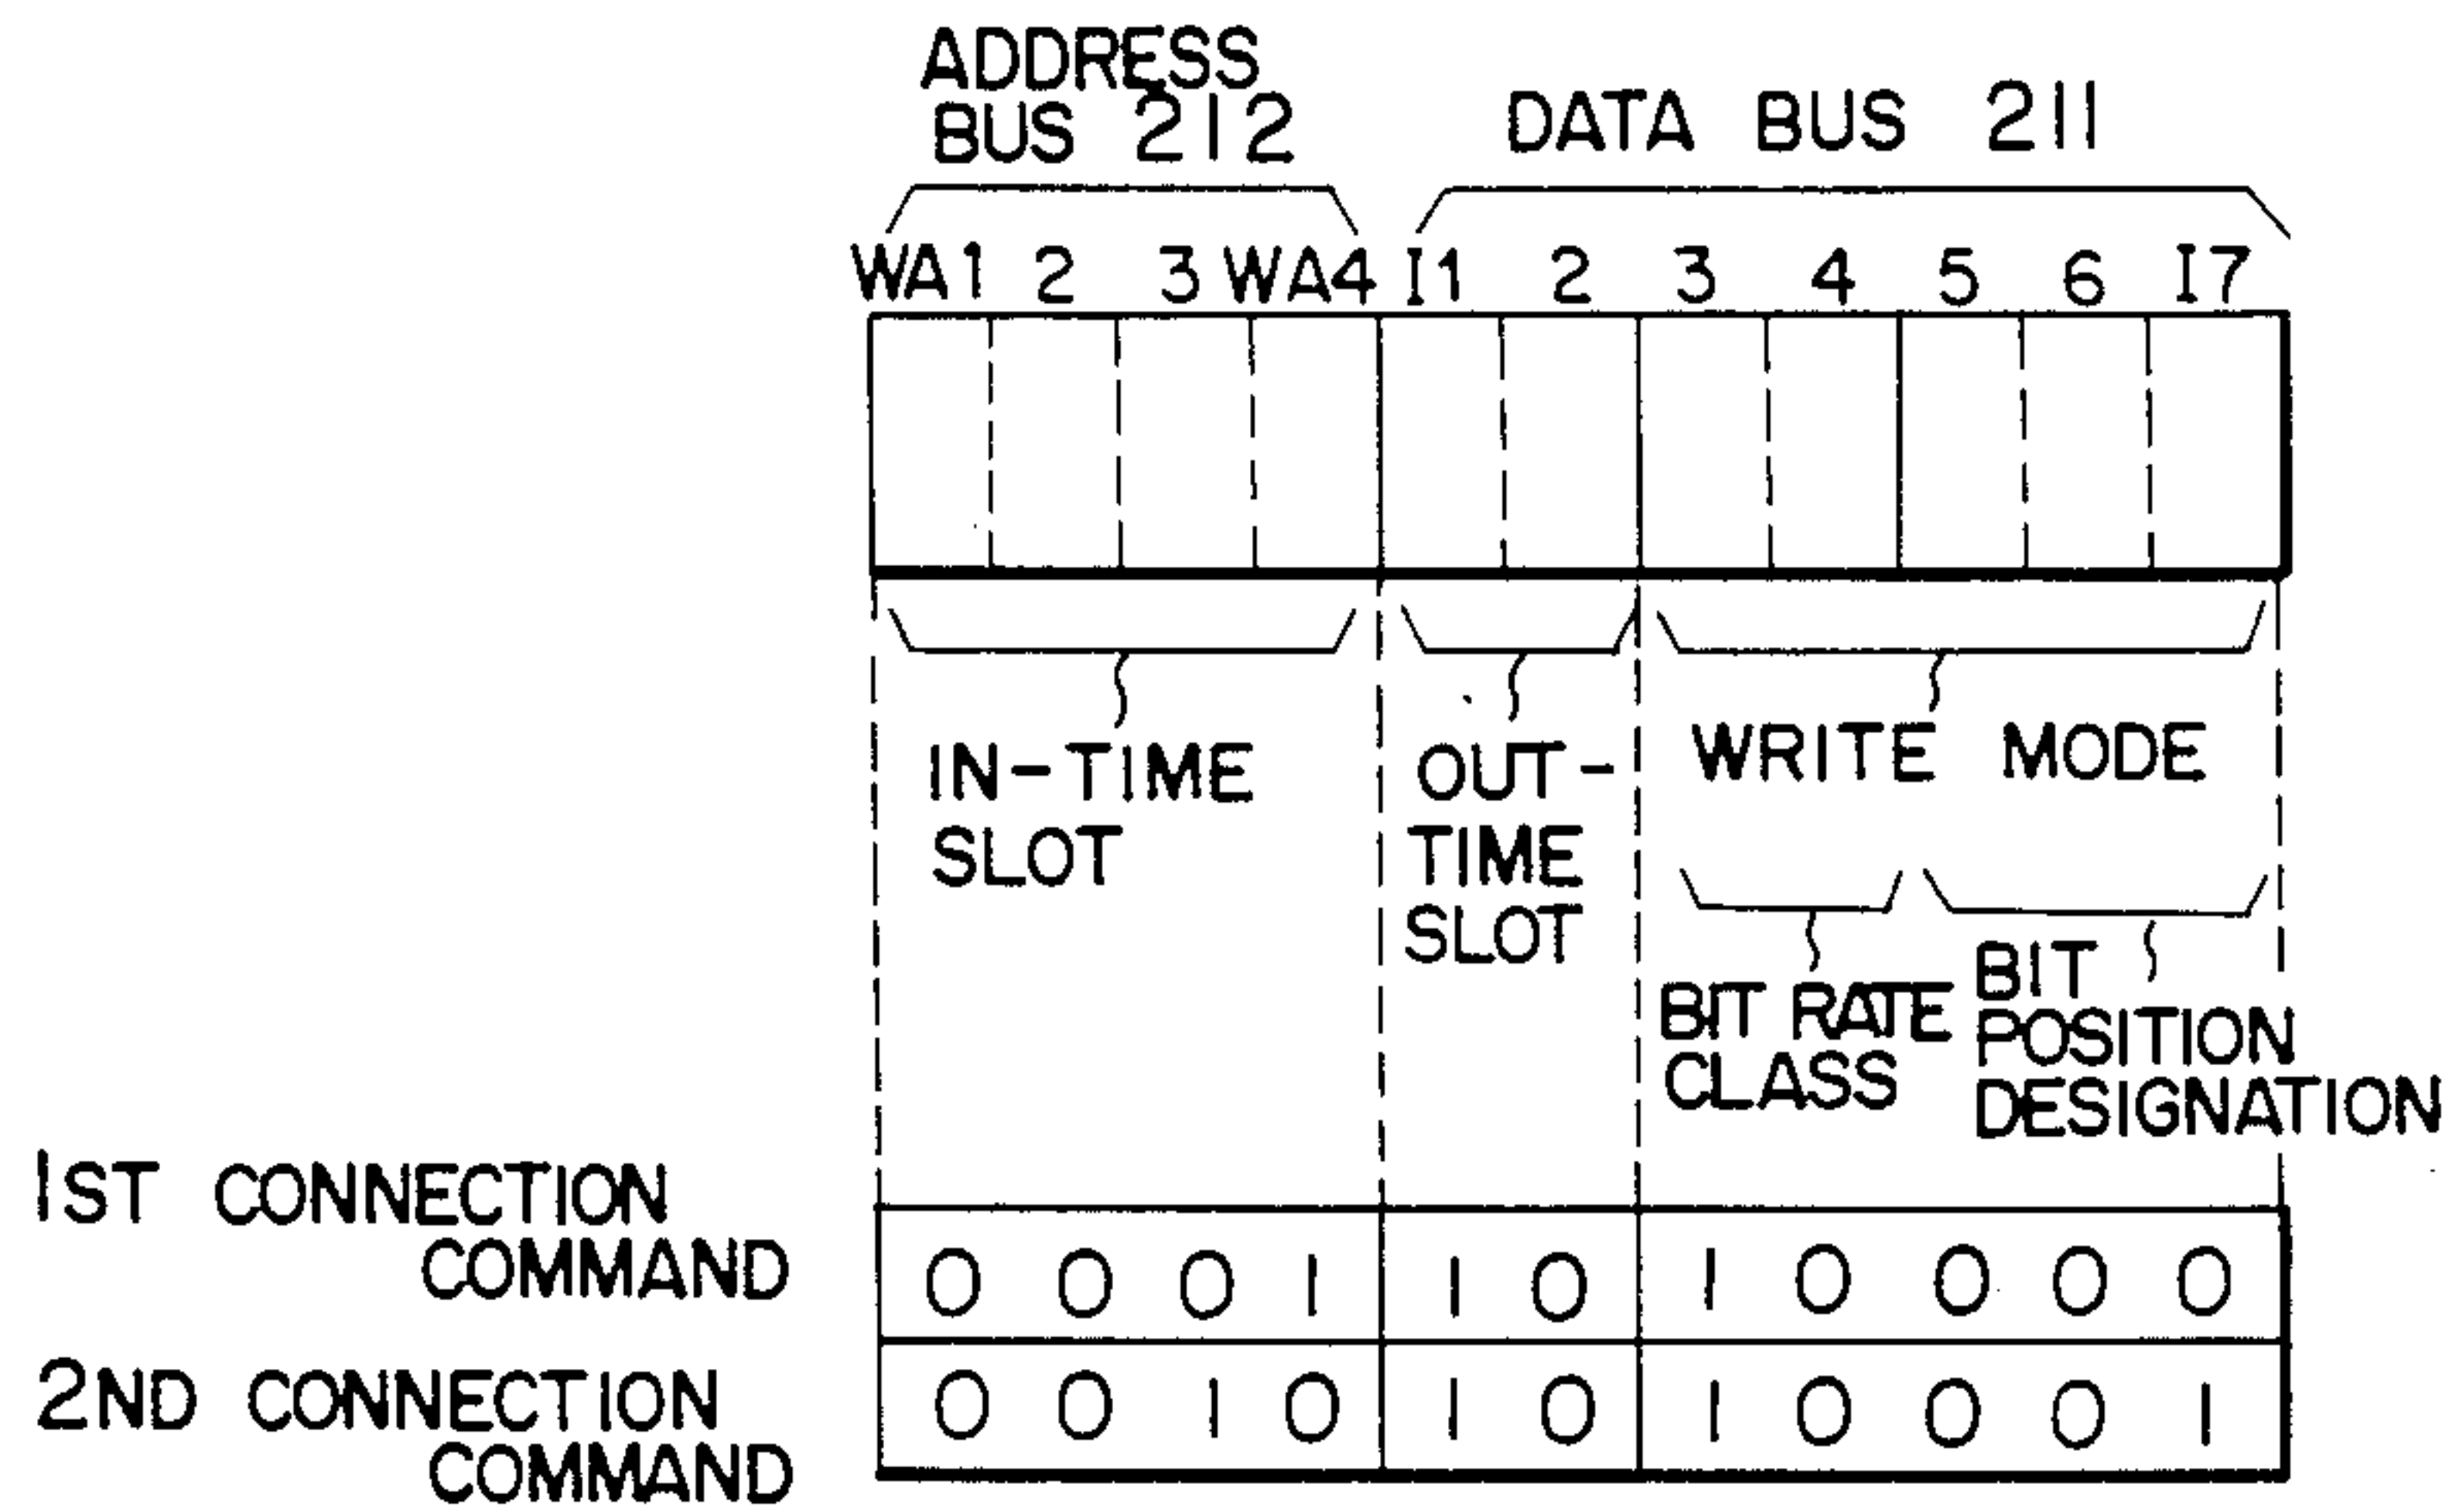 ADDRESS
BUS 212
DATA BUS 211
WA1 2 3 WA4 I1 2 3 4 5 6 I7
IN-TIME
SLOT
OUT-
TIME
SLOT
WRITE MODE
BIT RATE
CLASS
BIT
POSITION
DESIGNATION
1ST CONNECTION
COMMAND
0 0 0 1 1 0 1 0 0 0 0
2ND CONNECTION
COMMAND
0 0 1 0 1 0 1 0 0 0 1